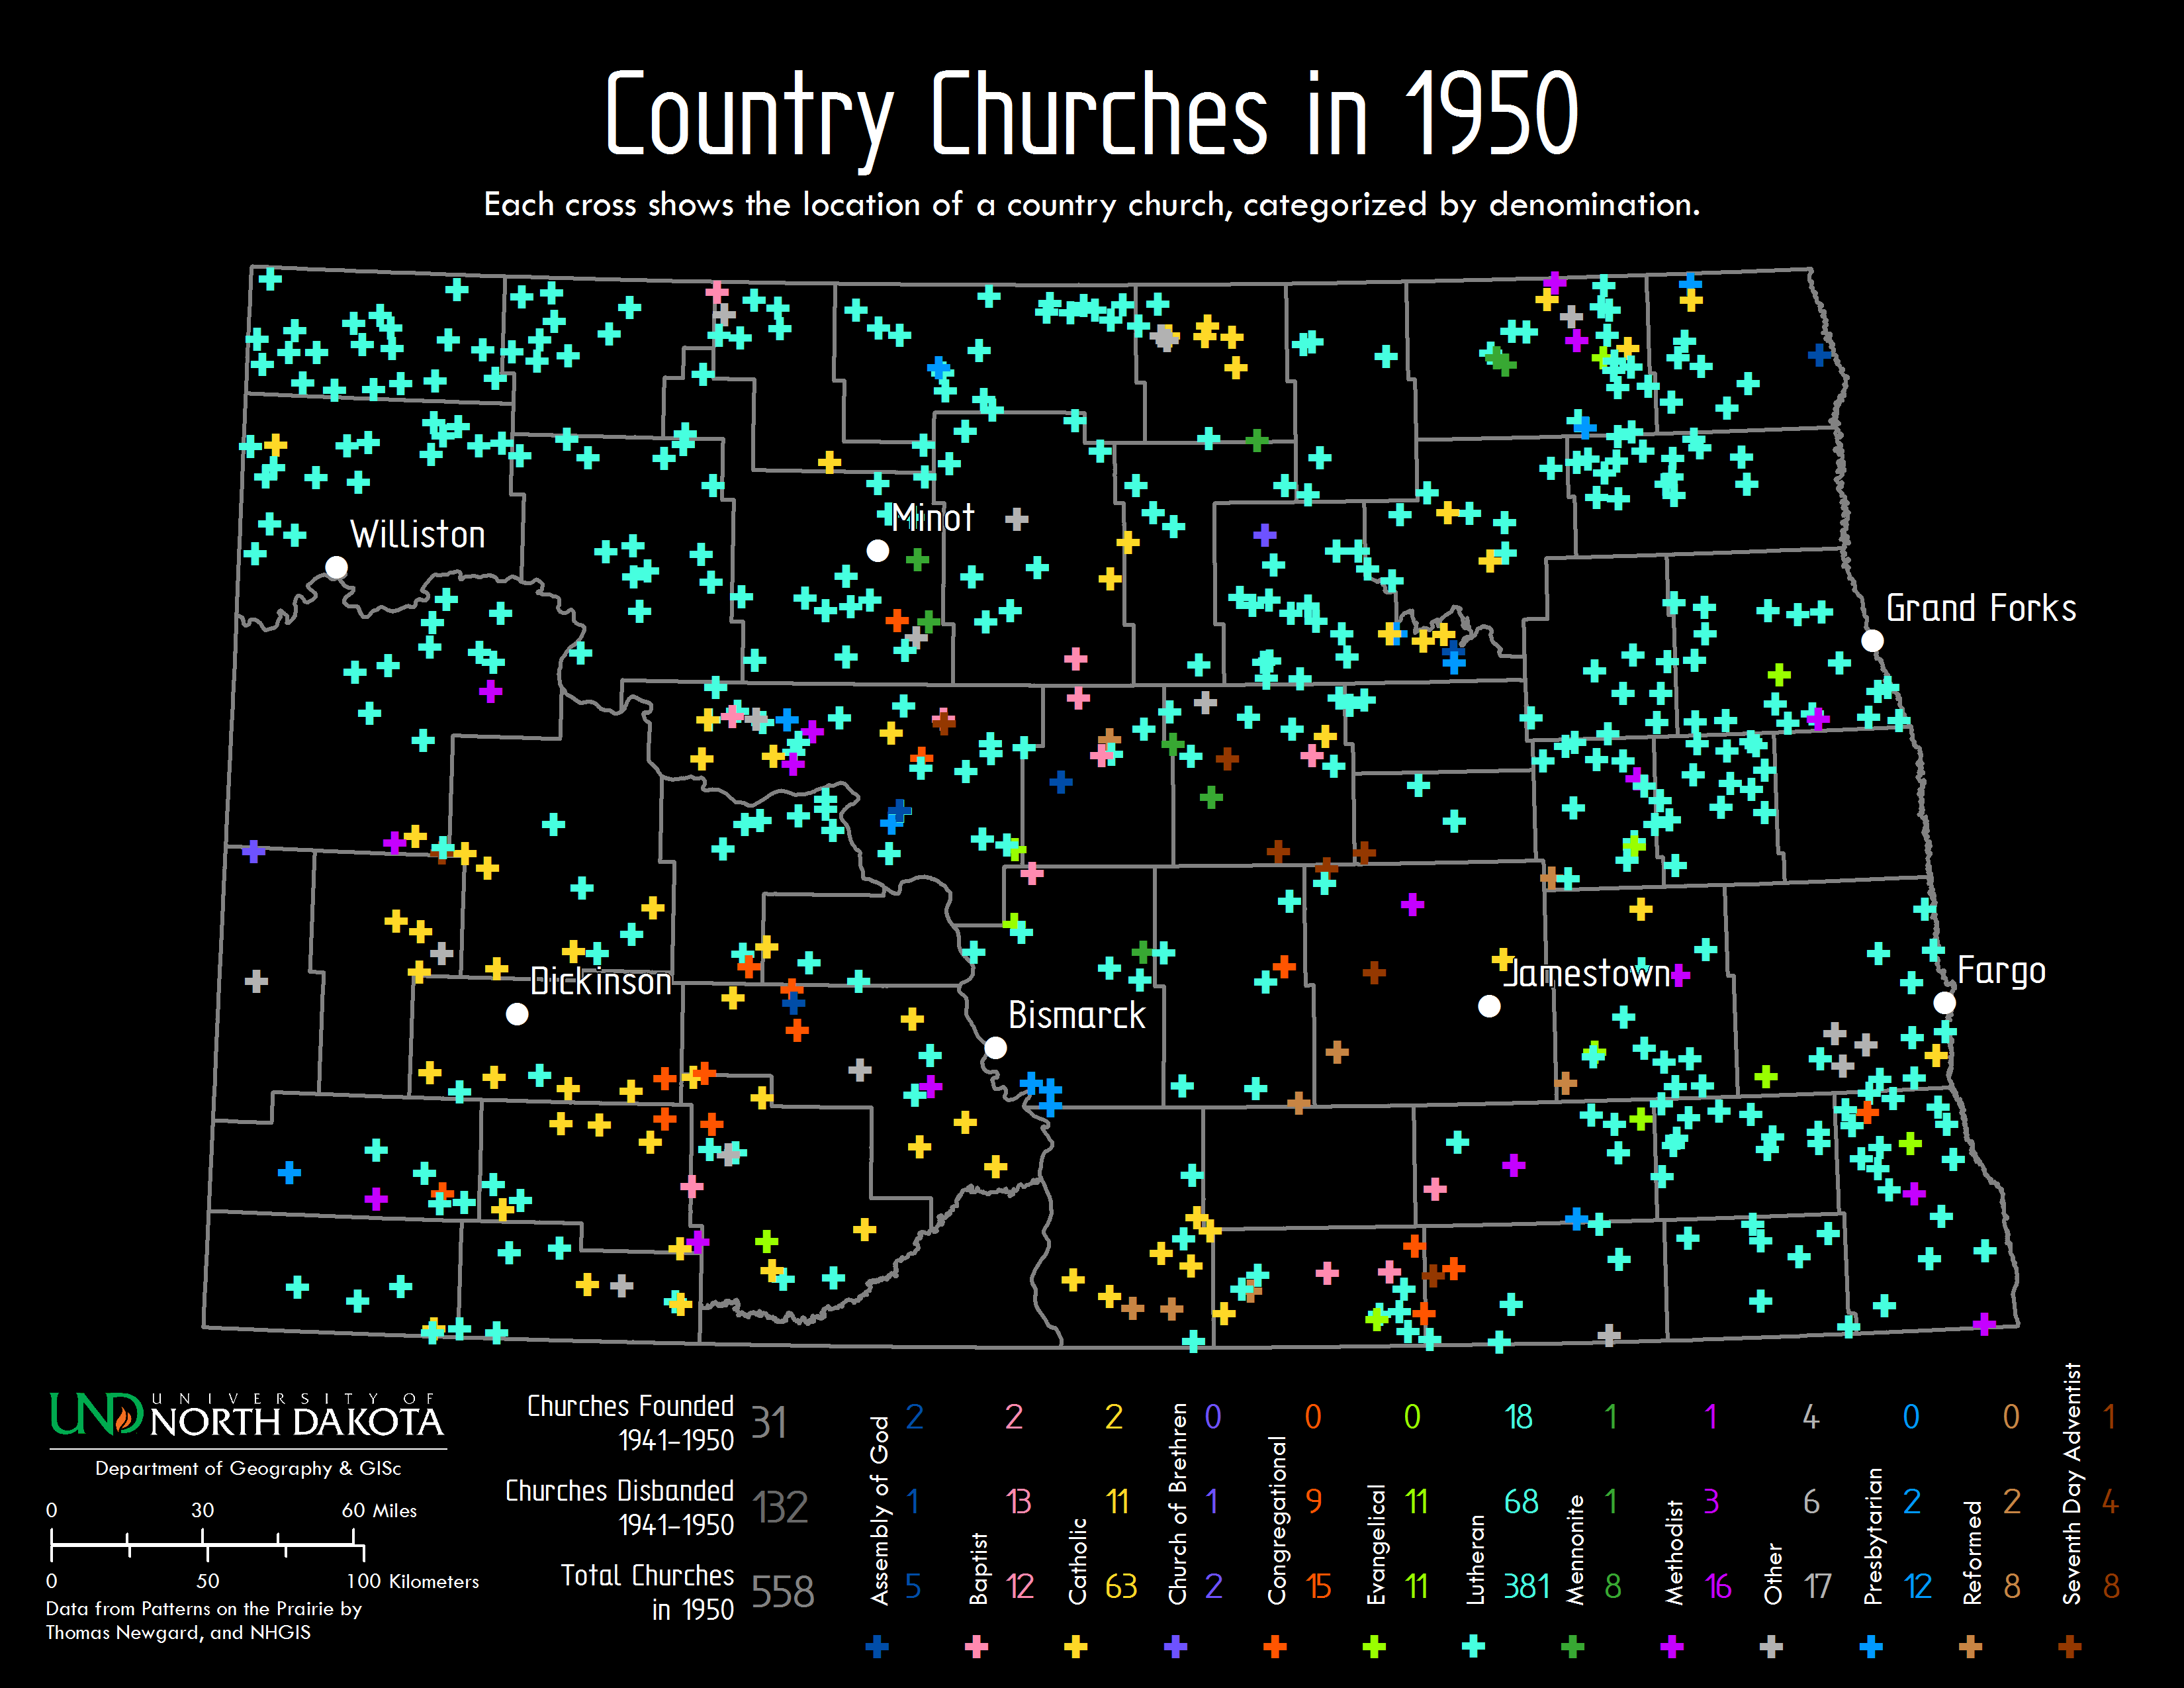 Country Churches in 1950
Each cross shows the location of a country church, categorized by denomination.
Minot
Williston
Grand Forks
Dickinson
Jamestown
Fargo
Bismarck
UND UNIVERSITY OF
NORTH DAKOTA
Department of Geography & GISc
0 30 60 Miles
0 50 100 Kilometers
Data from Patterns on the Prairie by
Thomas Newgard, and NHGIS
Churches Founded
1941–1950
31
2 2 2 0 0 0 18 1 1 4 0 0 1
Churches Disbanded
1941–1950
132
1 13 11 1 9 11 68 1 3 6 2 2 4
Total Churches
in 1950
558
5 12 63 2 15 11 381 8 16 17 12 8 8
Assembly of God
Baptist
Catholic
Church of Brethren
Congregational
Evangelical
Lutheran
Mennonite
Methodist
Other
Presbytarian
Reformed
Seventh Day Adventist